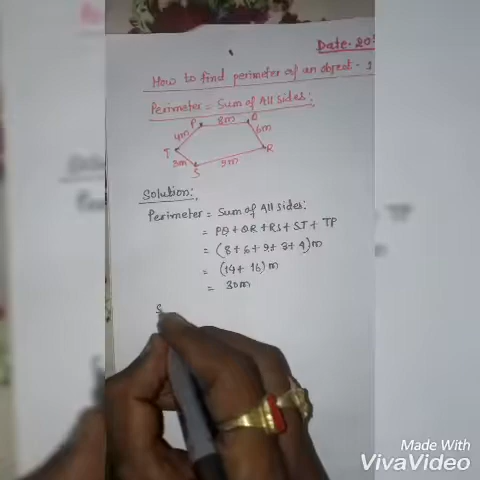 Date-20
How to find perimeter of an object - 1
Perimeter = Sum of All Sides:
P 8m Q
4m 6m
T R
3m 9m
S
Solution:
Perimeter = Sum of All Sides:
= PQ + QR + RS + ST + TP
= (8+6+9+3+4)m
= (14+ 16)m
= 30m
S
Made With
VivaVideo